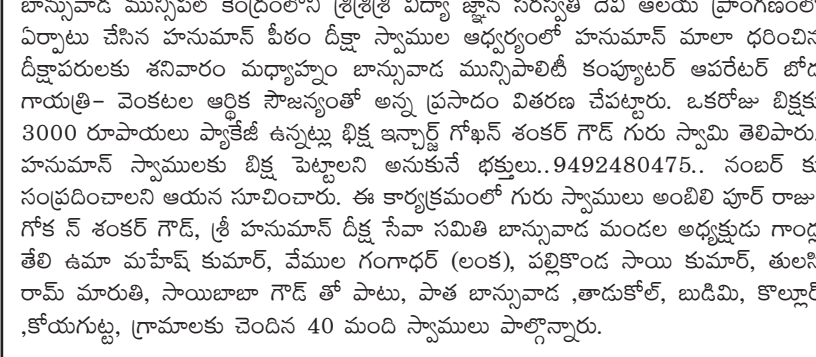 బాన్సువాడ మున్సిపల్ కేంద్రంలోని శ్రీశ్రీశ్రీ విద్యా జ్ఞాన సరస్వతి దేవి ఆలయ ప్రాంగణంలో
ఏర్పాటు చేసిన హనుమాన్ పీఠం దీక్షా స్వాముల ఆధ్వర్యంలో హనుమాన్ మాలా ధరించిన
దీక్షాపరులకు శనివారం మధ్యాహ్నం బాన్సువాడ మున్సిపాలిటీ కంప్యూటర్ ఆపరేటర్ బోడ
గాయత్రి- వెంకటల ఆర్థిక సౌజన్యంతో అన్న ప్రసాదం వితరణ చేపట్టారు. ఒకరోజు బిక్షకు
3000 రూపాయలు ప్యాకేజీ ఉన్నట్లు భిక్ష ఇన్చార్జ్ గోఖన్ శంకర్ గౌడ్ గురు స్వామి తెలిపారు.
హనుమాన్ స్వాములకు బిక్ష పెట్టాలని అనుకునే భక్తులు..9492480475.. నంబర్ కు
సంప్రదించాలని ఆయన సూచించారు. ఈ కార్యక్రమంలో గురు స్వాములు అంబిలి పూర్ రాజు
గోక న్ శంకర్ గౌడ్, శ్రీ హనుమాన్ దీక్ష సేవా సమితి బాన్సువాడ మండల అధ్యక్షుడు గాండ్ల
తేలి ఉమా మహేష్ కుమార్, వేముల గంగాధర్ (లంక), పల్లికొండ సాయి కుమార్, తులసి
రామ్ మారుతి, సాయిబాబా గౌడ్ తో పాటు, పాత బాన్సువాడ ,తాడుకోల్, బుడిమి, కొల్లూర్
,కోయగుట్ట, గ్రామాలకు చెందిన 40 మంది స్వాములు పాల్గొన్నారు.